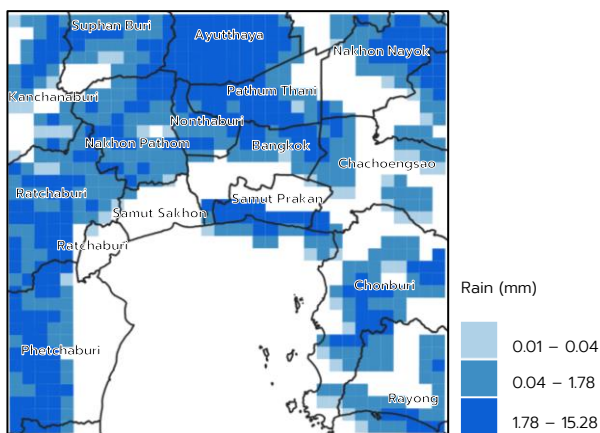 Suphan Buri
Ayutthaya
Nakhon Nayok
Kanchanaburi
Pathum Thani
Nonthaburi
Nakhon Pathom
Bangkok
Chachoengsao
Ratchaburi
Samut Sakhon
Samut Prakan
Ratchaburi
Chonburi
Phetchaburi
Rayong
Rain (mm)
0.01 – 0.04
0.04 – 1.78
1.78 – 15.28